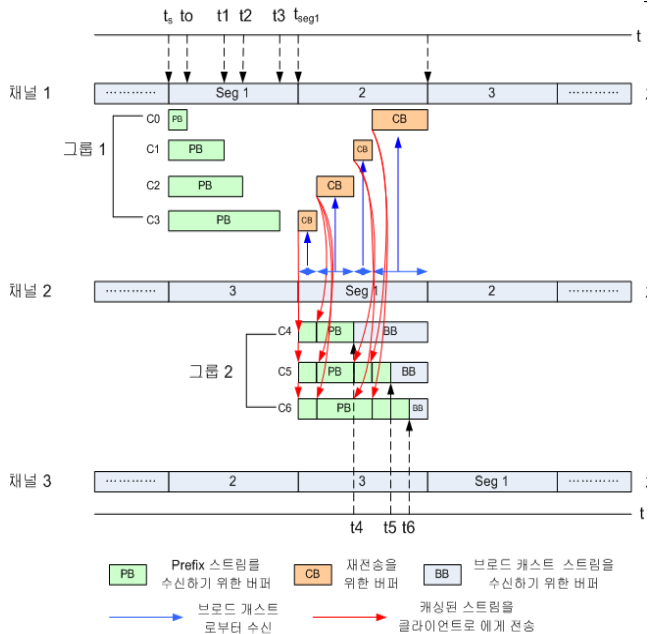 ts to t1 t2 t3 tseg1
t
채널 1 ………… Seg 1 2 3 …………
C0 PB CB
그룹 1
C1 PB CB
C2 PB CB
C3 PB CB
채널 2 ………… 3 Seg 1 2 …………
C4 PB BB
그룹 2
C5 PB BB
C6 PB BB
채널 3 ………… 2 3 Seg 1 …………
t
t4 t5 t6
PB Prefix 스트림를
수신하기 위한 버퍼
CB 재전송을
위한 버퍼
BB 브로드 캐스트 스트림을
수신하기 위한 버퍼
브로드 캐스트
로부터 수신
캐싱된 스트림을
클라이언트로 에게 전송